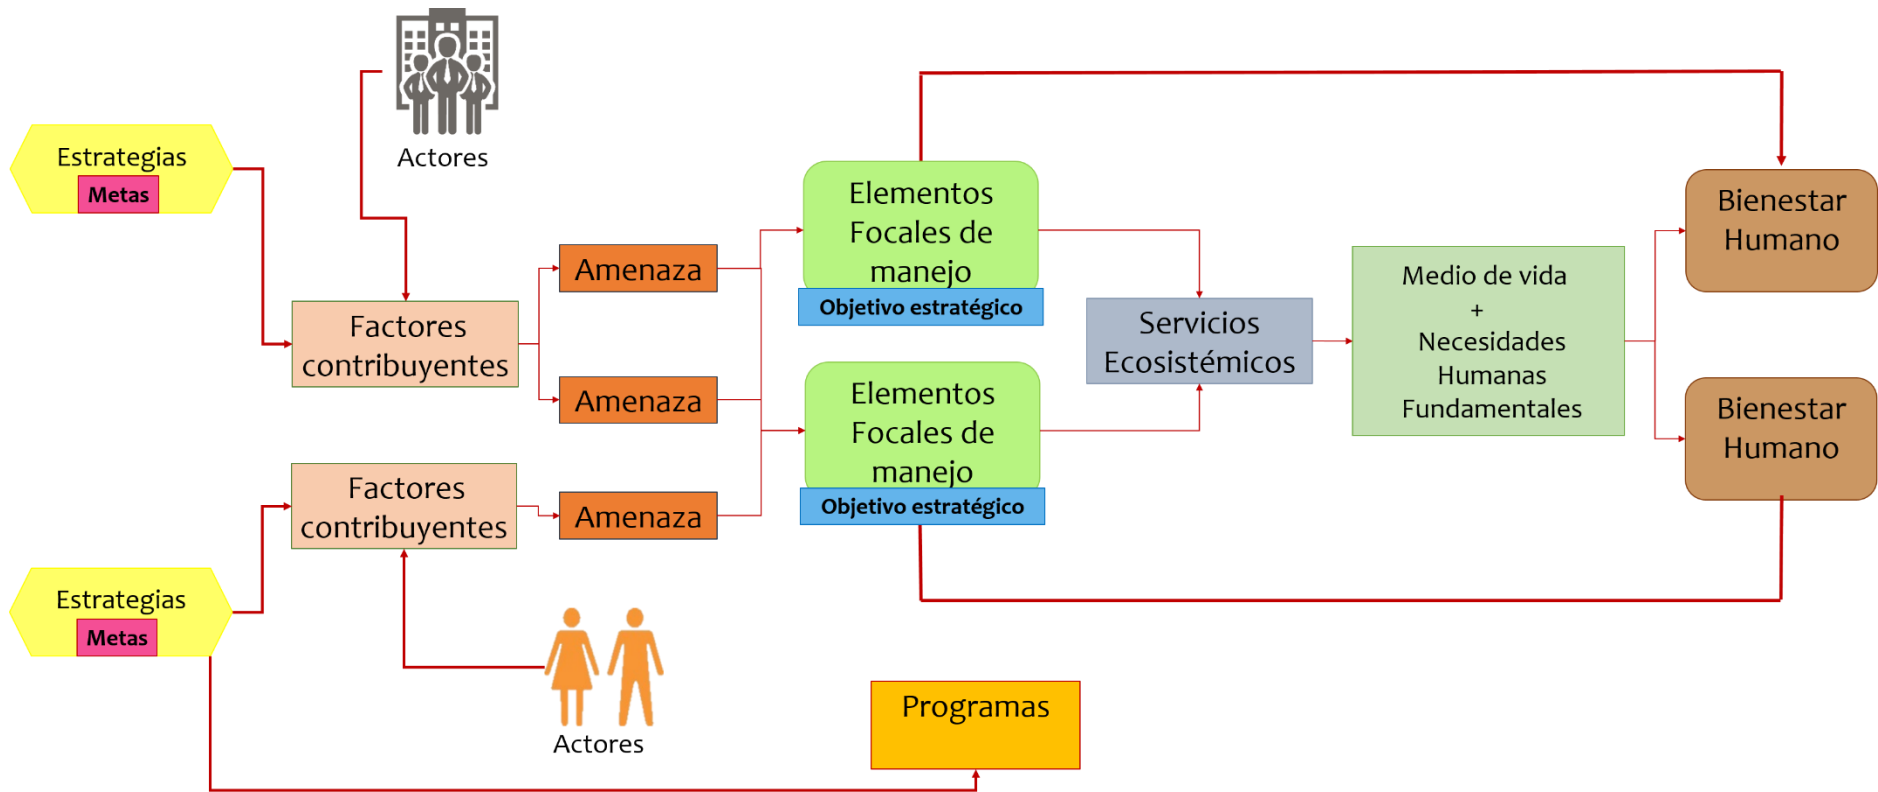 Actores
Estrategias
Metas
Factores
contribuyentes
Amenaza
Amenaza
Elementos
Focales de
manejo
Objetivo estratégico
Elementos
Focales de
manejo
Objetivo estratégico
Servicios
Ecosistémicos
Medio de vida
+
Necesidades
Humanas
Fundamentales
Bienestar
Humano
Bienestar
Humano
Factores
contribuyentes
Amenaza
Estrategias
Metas
Actores
Programas